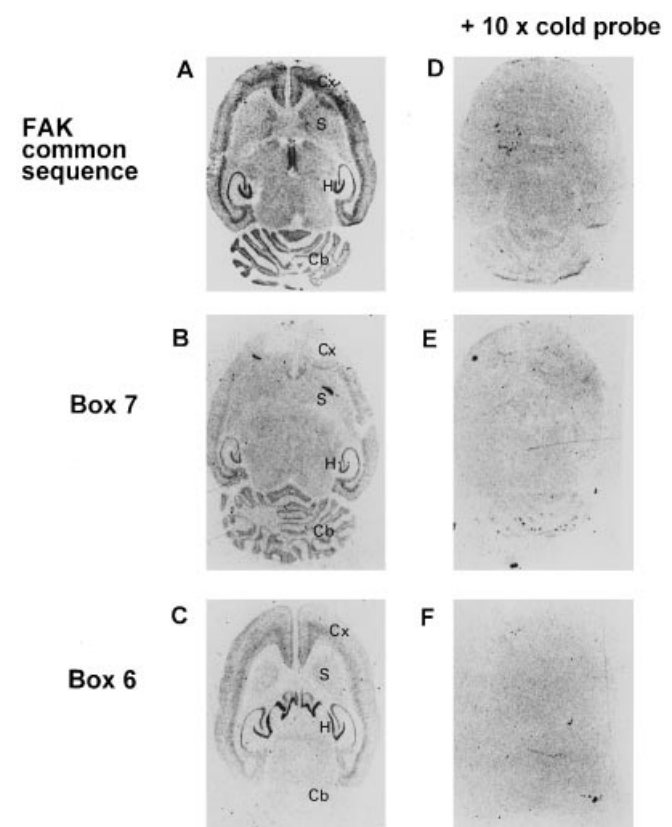 + 10 x cold probe
A
D
FAK
common
sequence
Cx
S
H
Cb
B
E
Box 7
Cx
S
H
Cb
C
F
Box 6
Cx
S
H
Cb